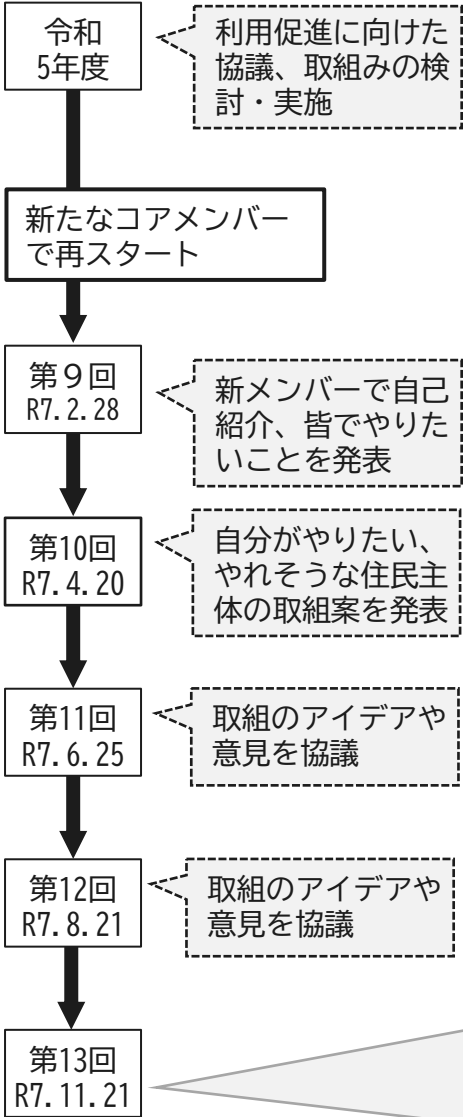 令和
5年度
利用促進に向けた
協議、取組みの検
討・実施
新たなコアメンバー
で再スタート
第９回
R7.2.28
新メンバーで自己
紹介、皆でやりた
いことを発表
第10回
R7.4.20
自分がやりたい、
やれそうな住民主
体の取組案を発表
第11回
R7.6.25
取組のアイデアや
意見を協議
第12回
R7.8.21
取組のアイデアや
意見を協議
第13回
R7.11.21